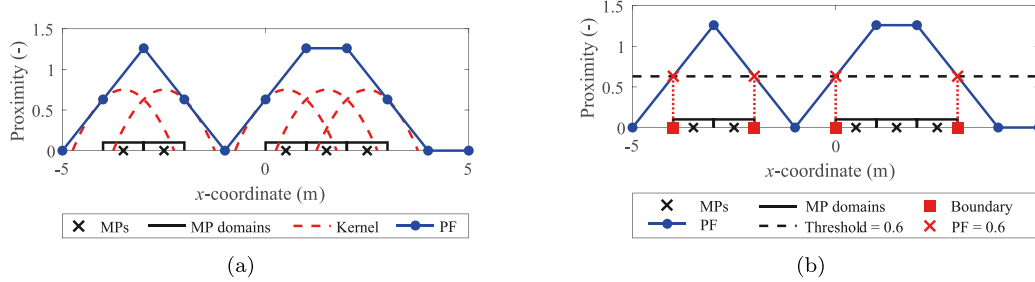 1.5
1
0.5
0
Proximity (-)
-5
0
5
x-coordinate (m)
MPs
MP domains
Kernel
PF
(a)
1.5
1
0.5
0
Proximity (-)
-5
0
x-coordinate (m)
MPs
MP domains
Boundary
PF
Threshold = 0.6
PF = 0.6
(b)